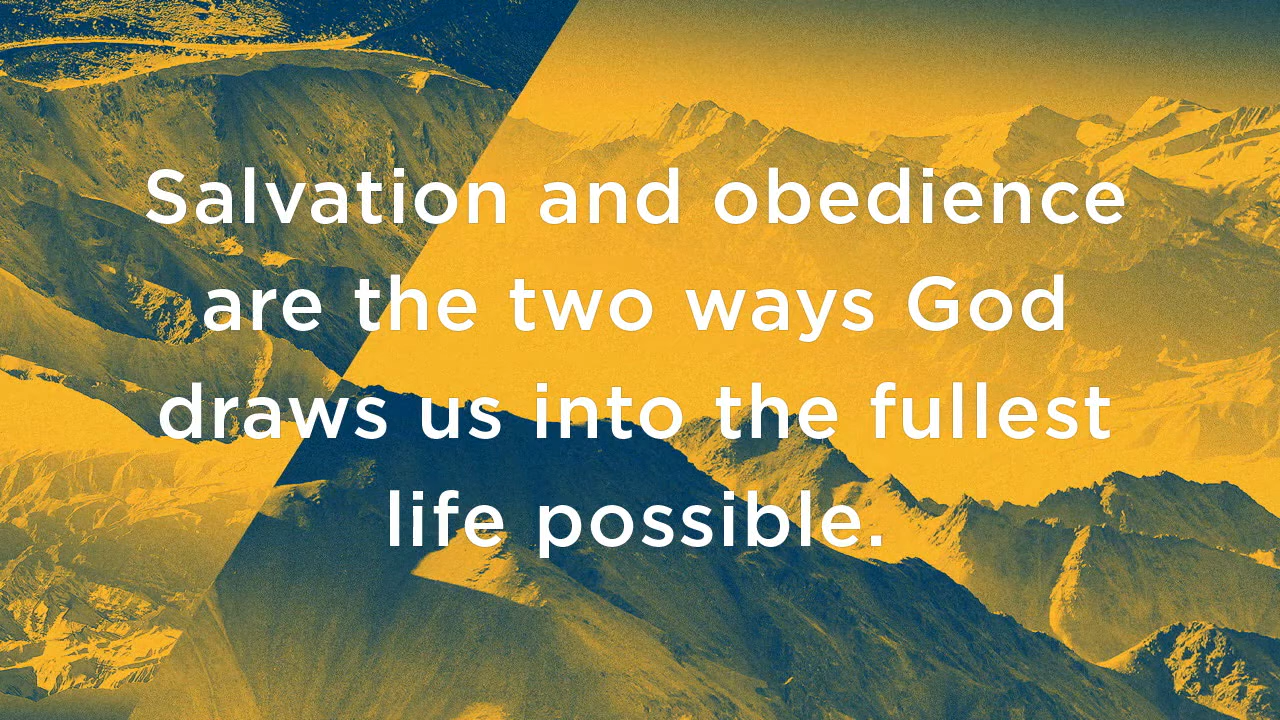 Salvation and obedience
are the two ways God
draws us into the fullest
life possible.